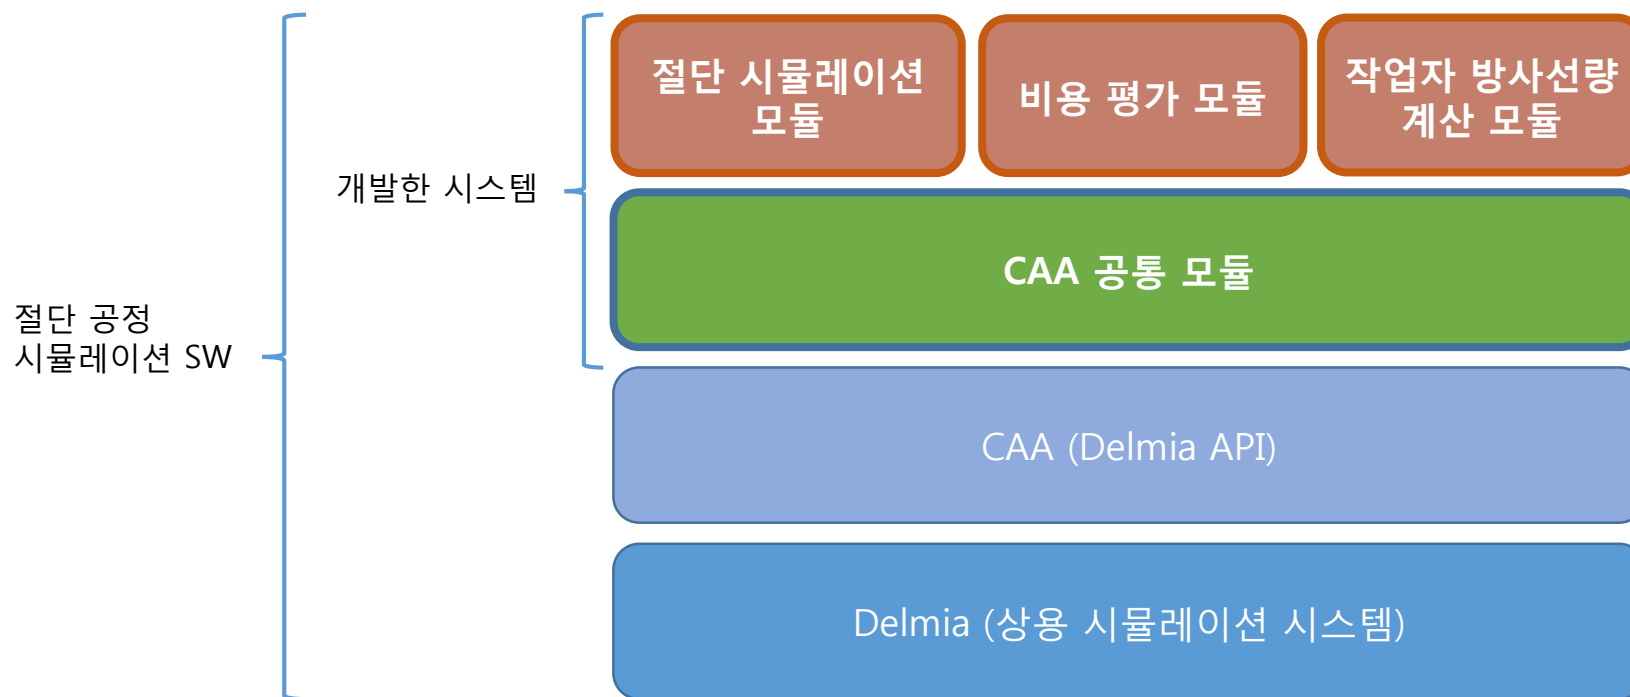 절단 시뮬레이션
모듈
비용 평가 모듈
작업자 방사선량
계산 모듈
개발한 시스템
CAA 공통 모듈
절단 공정
시뮬레이션 SW
CAA (Delmia API)
Delmia (상용 시뮬레이션 시스템)